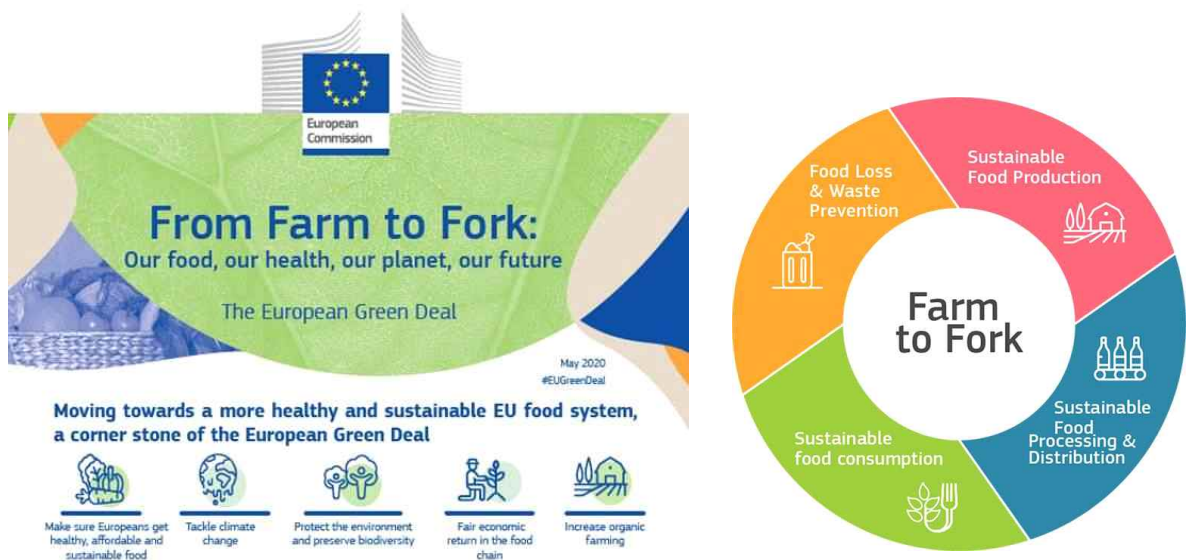 European
Commission
From Farm to Fork:
Our food, our health, our planet, our future
The European Green Deal
May 2020
#EUGreenDeal
Moving towards a more healthy and sustainable EU food system,
a corner stone of the European Green Deal
Make sure Europeans get
healthy, affordable and
sustainable food
Tackle climate
change
Protect the environment
and preserve biodiversity
Fair economic
return in the food
chain
Increase organic
farming
Food Loss
& Waste
Prevention
Sustainable
Food Production
Farm
to Fork
Sustainable
Food
Processing &
Distribution
Sustainable
food consumption